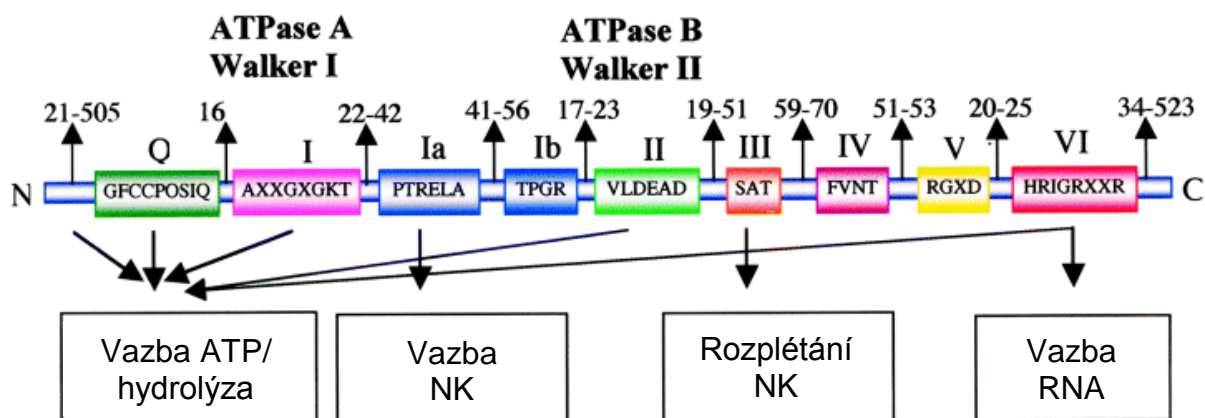 ATPase A
Walker I
ATPase B
Walker II
21-505 16 22-42 41-56 17-23 19-51 59-70 51-53 20-25 34-523
Q I Ia Ib II III IV V VI
N GFCCPOSIQ AXXGXGKT PTRELA TPGR VLDEAD SAT FVNT RGXD HRIGRXXR C
Vazba ATP/
hydrolýza
Vazba
NK
Rozplétání
NK
Vazba
RNA